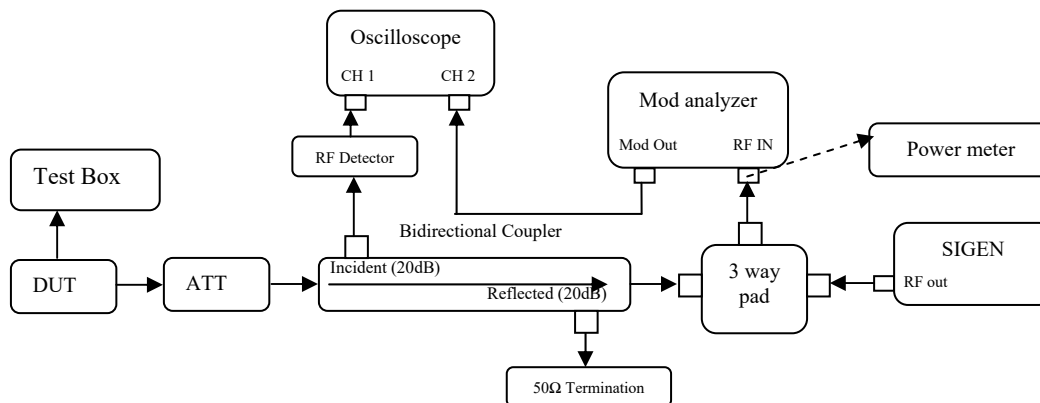 Oscilloscope
CH 1
CH 2
Mod analyzer
Mod Out
RF IN
Power meter
RF Detector
Test Box
Bidirectional Coupler
SIGEN
RF out
DUT
ATT
Incident (20dB)
Reflected (20dB)
3 way
pad
50Ω Termination